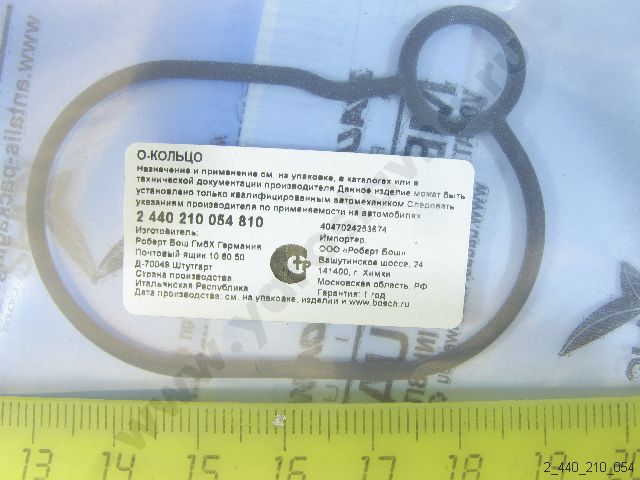 О-КОЛЬЦО
Назначение и применение см. на упаковке, в каталогах или в
технической документации производителя Данное изделие может быть
установлено только квалифицированным автомехаником Следовать
указаниям производителя по применяемости на автомобилях
2 440 210 054 810
Изготовитель:
Роберт Бош ГмбХ Германия
Почтовый ящик 10 60 50
Д-70049 Штутгарт
Страна производства
Итальянская Республика
Дата производства: см. на упаковке, изделии и www.bosch.ru
4047024253674
Импортер:
ООО «Роберт Бош»
Вашутинское шоссе, 24
141400, г. Химки
Московская область, РФ
Гарантия: 1 год
www.antalis-packaging
13 14 15 16 17 18 19 20
2_440_210_054